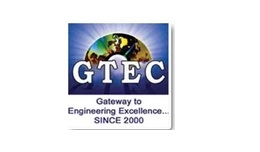 GTEC
Gateway to
Engineering Excellence...
SINCE 2000